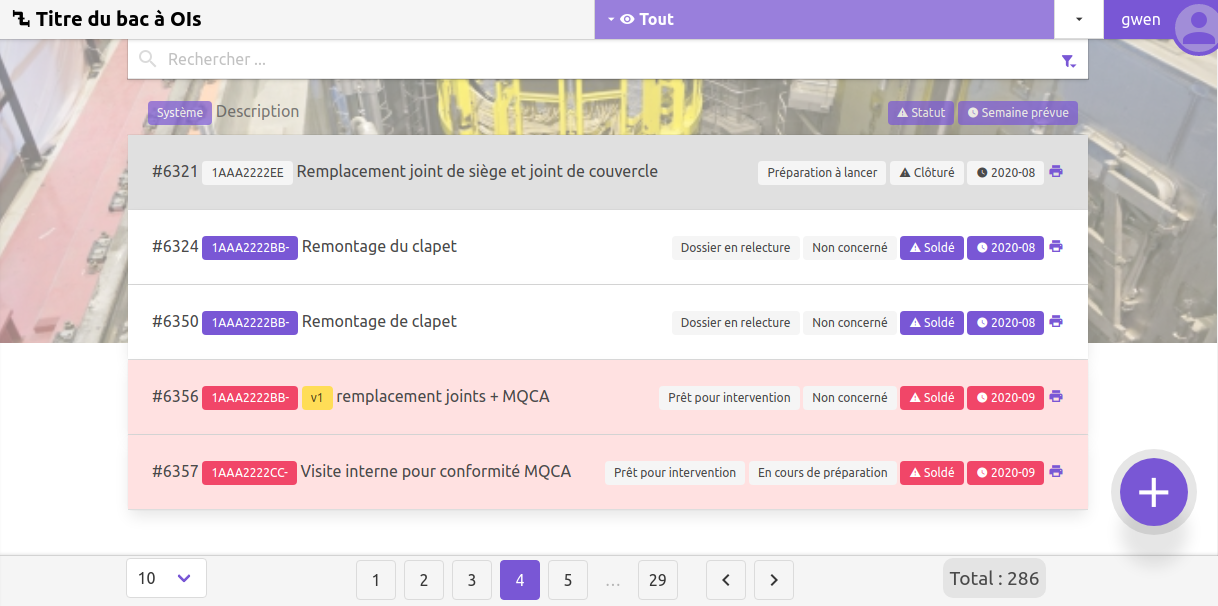 Titre du bac à OIs Tout gwen
Rechercher ...
Système Description Statut Semaine prévue
#6321 1AAA2222EE Remplacement joint de siège et joint de couvercle Préparation à lancer Clôturé 2020-08
#6324 1AAA2222BB- Remontage du clapet Dossier en relecture Non concerné Soldé 2020-08
#6350 1AAA2222BB- Remontage de clapet Dossier en relecture Non concerné Soldé 2020-08
#6356 1AAA2222BB- v1 remplacement joints + MQCA Prêt pour intervention Non concerné Soldé 2020-09
#6357 1AAA2222CC- Visite interne pour conformité MQCA Prêt pour intervention En cours de préparation Soldé 2020-09
10 1 2 3 4 5 ... 29 Total : 286